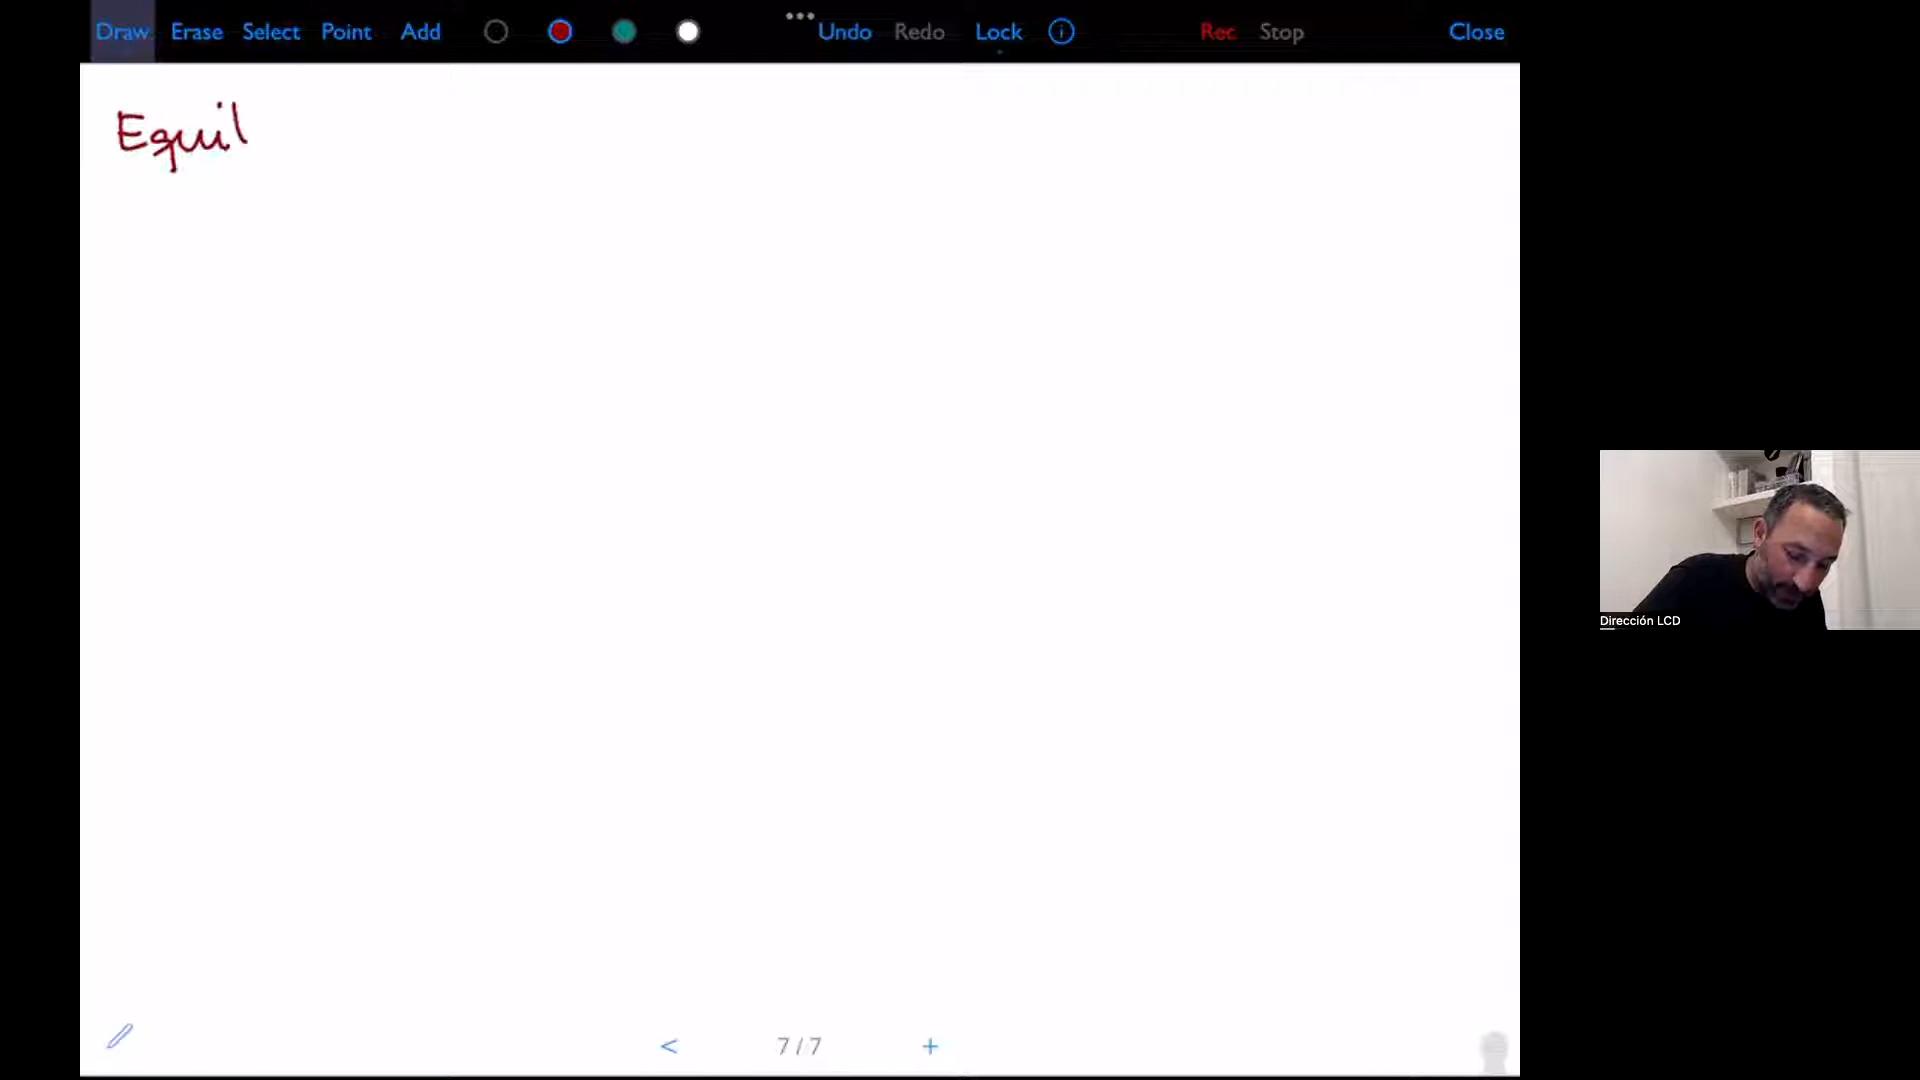 Draw Erase Select Point Add Undo Redo Lock Rec Stop Close
Equil
Dirección LCD
< 7 / 7 +